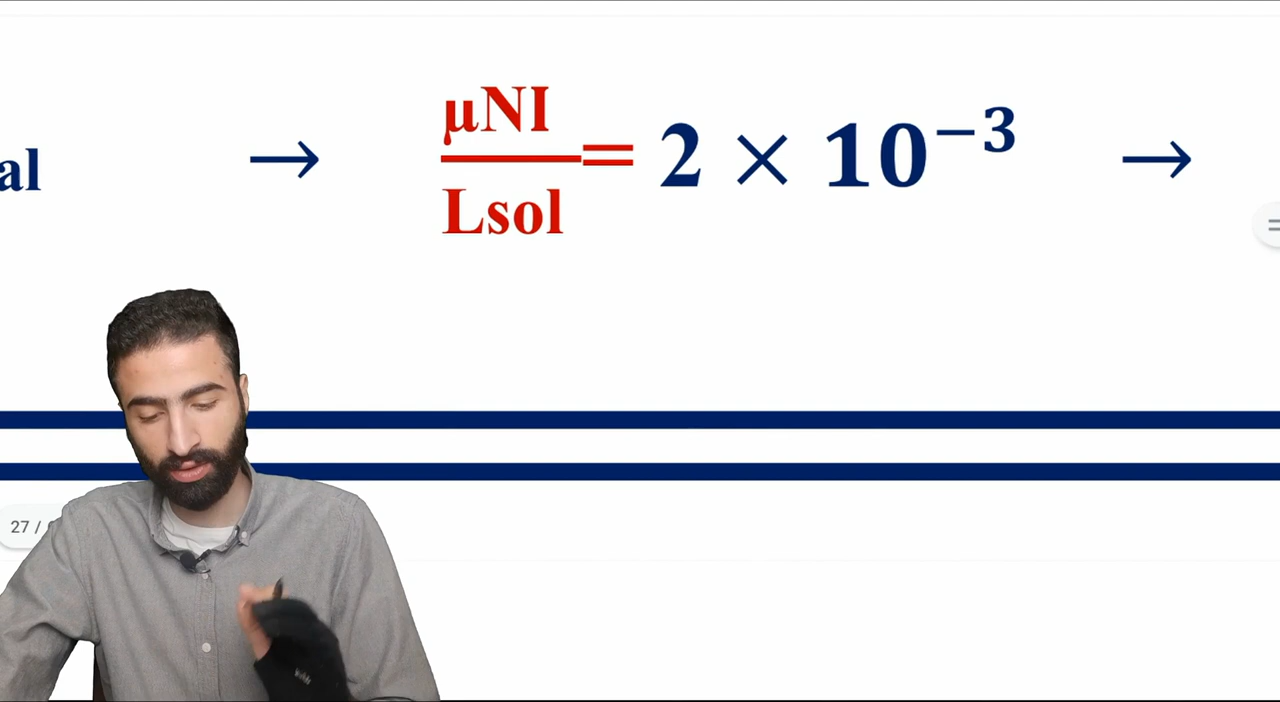 al → μNI/Lsol = 2 × 10⁻³ →
27 /